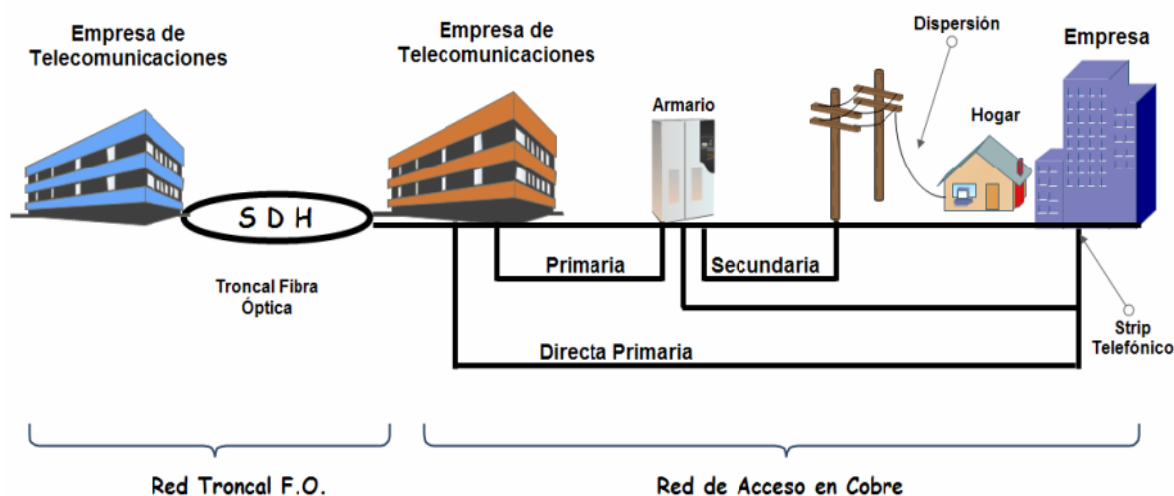 Empresa de
Telecomunicaciones
Empresa de
Telecomunicaciones
Armario
Dispersión
Hogar
Empresa
SDH
Troncal Fibra
Óptica
Primaria
Secundaria
Directa Primaria
Strip
Telefónico
Red Troncal F.O.
Red de Acceso en Cobre